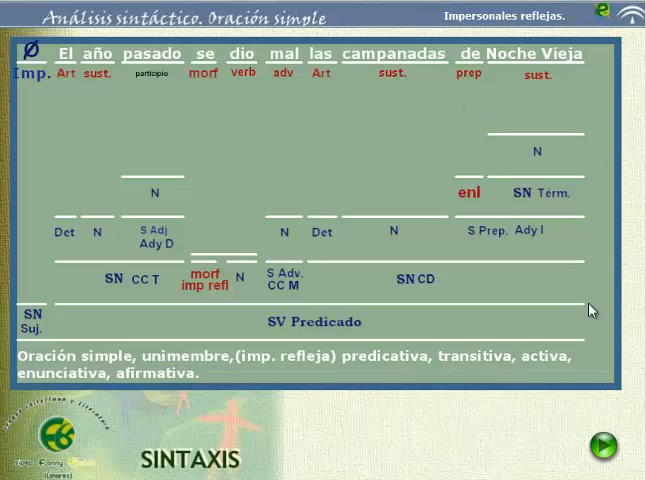 Análisis sintáctico. Oración simple
Impersonales reflejas.
Ø El año pasado se dio mal las campanadas de Noche Vieja
Imp. Art sust. participio morf verb adv Art sust. prep sust.
N
N enl SN Térm.
Det N S Adj N Det N S Prep. Ady I
Ady D
SN CC T morf N S Adv. SN CD
imp refl CC M
SN
Suj. SV Predicado
Oración simple, unimembre,(imp. refleja) predicativa, transitiva, activa,
enunciativa, afirmativa.
SINTAXIS
(Linares)